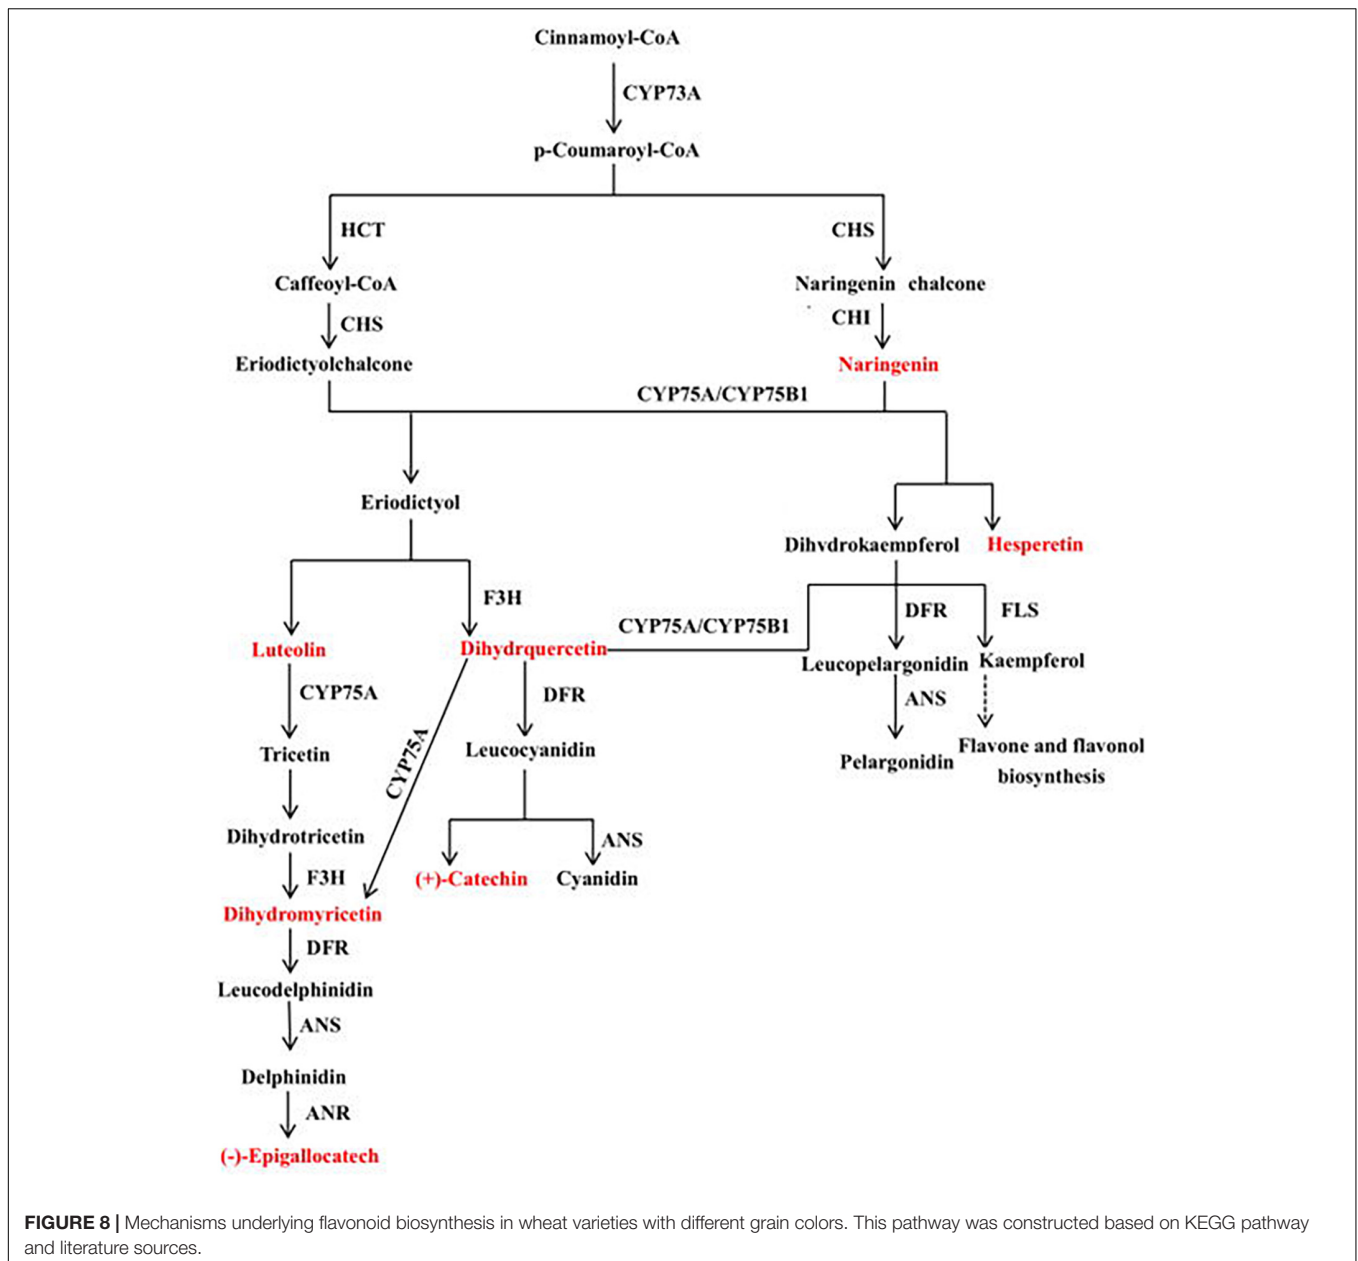 Cinnamoyl-CoA
CYP73A
p-Coumaroyl-CoA
HCT
CHS
Caffeoyl-CoA
Naringenin chalcone
CHS
CHI
Eriodictyolchalcone
Naringenin
CYP75A/CYP75B1
Eriodictyol
Dihydrokaempferol
Hesperetin
F3H
CYP75A/CYP75B1
DFR
FLS
Luteolin
Dihydrquercetin
Leucopelargonidin
Kaempferol
CYP75A
DFR
ANS
CYP75A
Tricetin
Leucocyanidin
Pelargonidin
Flavone and flavonol
biosynthesis
Dihydrotricetin
ANS
F3H
(+)-Catechin
Cyanidin
Dihydromyricetin
DFR
Leucodelphinidin
ANS
Delphinidin
ANR
(-)-Epigallocatech
FIGURE 8 | Mechanisms underlying flavonoid biosynthesis in wheat varieties with different grain colors. This pathway was constructed based on KEGG pathway
and literature sources.